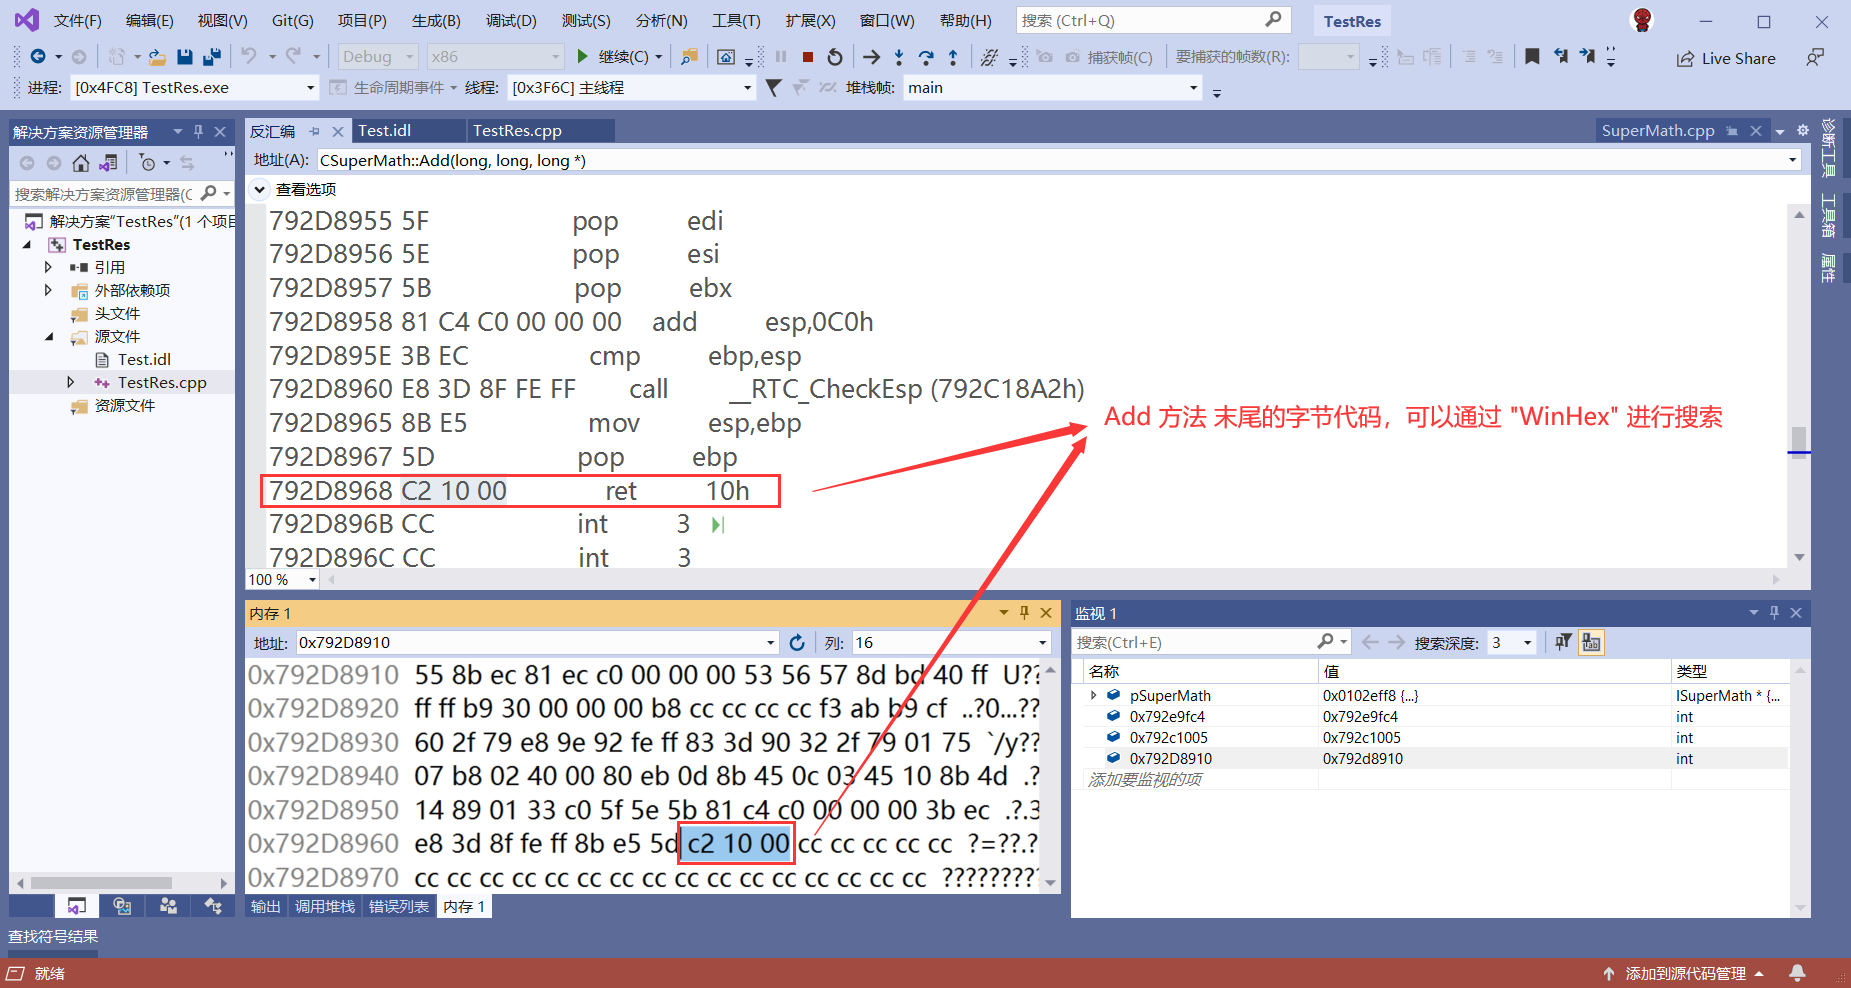 文件(F) 编辑(E) 视图(V) Git(G) 项目(P) 生成(B) 调试(D) 测试(S) 分析(N) 工具(T) 扩展(X) 窗口(W) 帮助(H) 搜索 (Ctrl+Q) TestRes
Debug x86 继续(C) 捕获帧(C) 要捕获的帧数(R): Live Share
进程: [0x4FC8] TestRes.exe 生命周期事件 线程: [0x3F6C] 主线程 堆栈帧: main
解决方案资源管理器
搜索解决方案资源管理器(C
解决方案"TestRes"(1 个项目
TestRes
引用
外部依赖项
头文件
源文件
Test.idl
TestRes.cpp
资源文件
反汇编 Test.idl TestRes.cpp SuperMath.cpp
地址(A): CSuperMath::Add(long, long, long *)
查看选项
792D8955 5F pop edi
792D8956 5E pop esi
792D8957 5B pop ebx
792D8958 81 C4 C0 00 00 00 add esp,0C0h
792D895E 3B EC cmp ebp,esp
792D8960 E8 3D 8F FE FF call __RTC_CheckEsp (792C18A2h)
792D8965 8B E5 mov esp,ebp
792D8967 5D pop ebp
792D8968 C2 10 00 ret 10h
792D896B CC int 3
792D896C CC int 3
100 %
Add 方法 末尾的字节代码，可以通过 "WinHex" 进行搜索
诊断工具
工具箱
属性
内存 1
地址: 0x792D8910 列: 16
0x792D8910 55 8b ec 81 ec c0 00 00 00 53 56 57 8d bd 40 ff U??
0x792D8920 ff ff b9 30 00 00 00 b8 cc cc cc cc f3 ab b9 cf ..?0...??
0x792D8930 60 2f 79 e8 9e 92 fe ff 83 3d 90 32 2f 79 01 75 `/y??
0x792D8940 07 b8 02 40 00 80 eb 0d 8b 45 0c 03 45 10 8b 4d .?
0x792D8950 14 89 01 33 c0 5f 5e 5b 81 c4 c0 00 00 00 3b ec .?.3
0x792D8960 e8 3d 8f fe ff 8b e5 5d c2 10 00 cc cc cc cc cc ?=??.?
0x792D8970 cc cc cc cc cc cc cc cc cc cc cc cc cc cc cc cc ?????????
输出 调用堆栈 错误列表 内存 1
监视 1
搜索(Ctrl+E) 搜索深度: 3
名称 值 类型
pSuperMath 0x0102eff8 {...} ISuperMath * {...
0x792e9fc4 0x792e9fc4 int
0x792c1005 0x792c1005 int
0x792D8910 0x792d8910 int
添加要监视的项
查找符号结果
就绪 添加到源代码管理